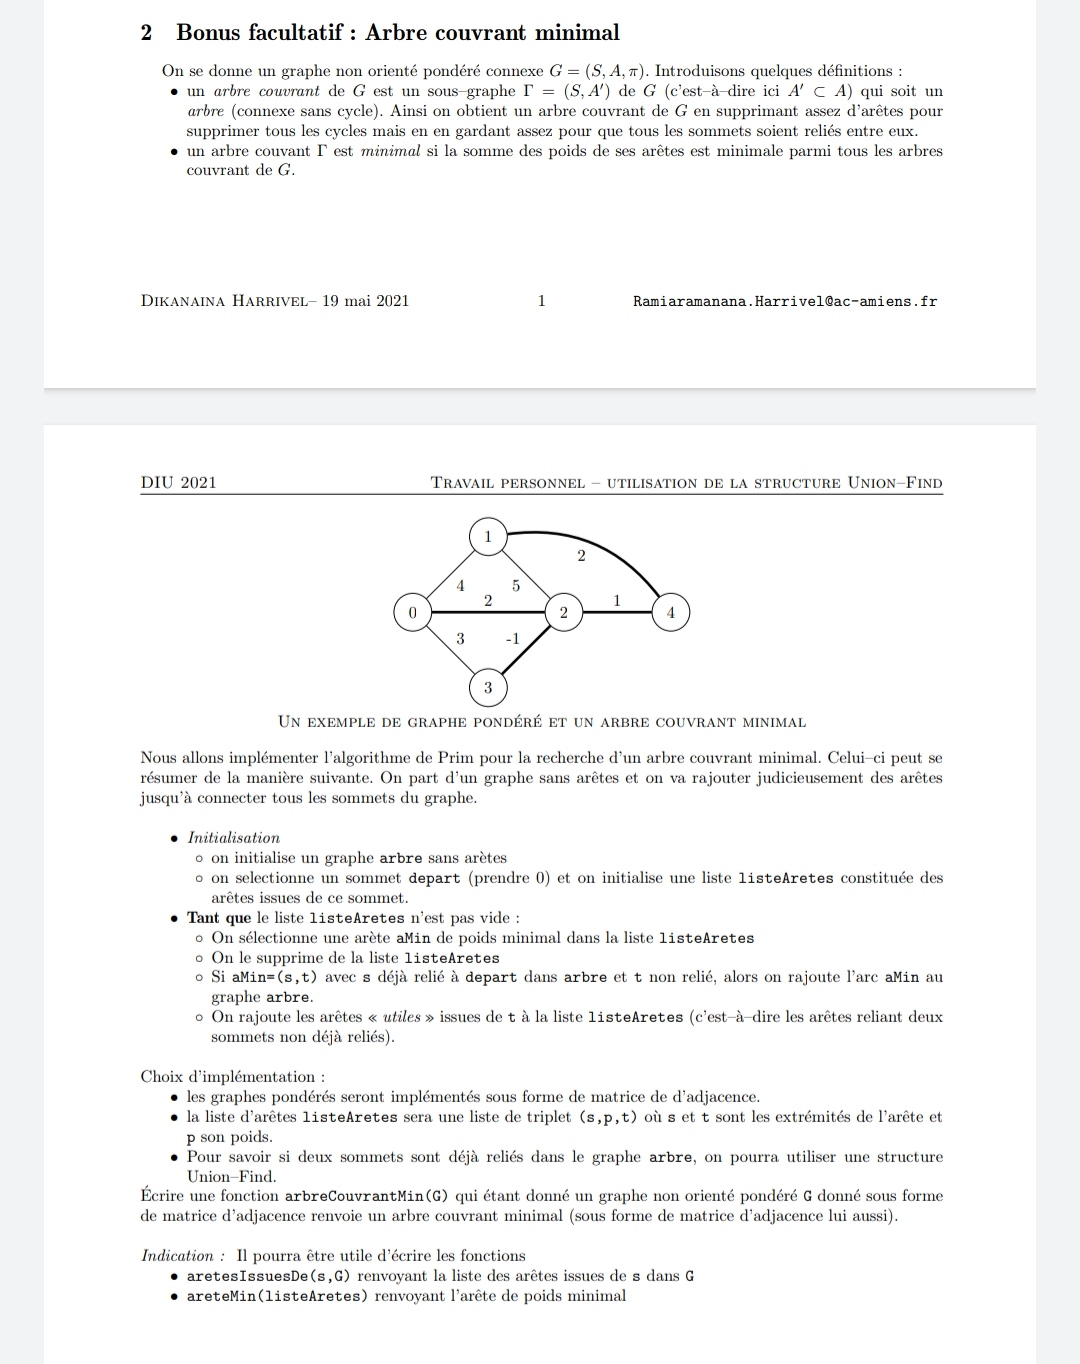 2 Bonus facultatif : Arbre couvrant minimal
On se donne un graphe non orienté pondéré connexe G = (S, A, π). Introduisons quelques définitions :
• un arbre couvrant de G est un sous–graphe Γ = (S, A′) de G (c'est–à–dire ici A′ ⊂ A) qui soit un
arbre (connexe sans cycle). Ainsi on obtient un arbre couvrant de G en supprimant assez d'arêtes pour
supprimer tous les cycles mais en en gardant assez pour que tous les sommets soient reliés entre eux.
• un arbre couvant Γ est minimal si la somme des poids de ses arêtes est minimale parmi tous les arbres
couvrant de G.
Dikanaina Harrivel– 19 mai 2021 1 Ramiaramanana.Harrivel@ac-amiens.fr
DIU 2021 Travail personnel – utilisation de la structure Union–Find
1
2
4 5
2 1
0 2 4
3 -1
3
Un exemple de graphe pondéré et un arbre couvrant minimal
Nous allons implémenter l'algorithme de Prim pour la recherche d'un arbre couvrant minimal. Celui–ci peut se
résumer de la manière suivante. On part d'un graphe sans arêtes et on va rajouter judicieusement des arêtes
jusqu'à connecter tous les sommets du graphe.
• Initialisation
◦ on initialise un graphe arbre sans arètes
◦ on selectionne un sommet depart (prendre 0) et on initialise une liste listeAretes constituée des
arêtes issues de ce sommet.
• Tant que le liste listeAretes n'est pas vide :
◦ On sélectionne une arète aMin de poids minimal dans la liste listeAretes
◦ On le supprime de la liste listeAretes
◦ Si aMin=(s,t) avec s déjà relié à depart dans arbre et t non relié, alors on rajoute l'arc aMin au
graphe arbre.
◦ On rajoute les arêtes « utiles » issues de t à la liste listeAretes (c'est–à–dire les arêtes reliant deux
sommets non déjà reliés).
Choix d'implémentation :
• les graphes pondérés seront implémentés sous forme de matrice de d'adjacence.
• la liste d'arêtes listeAretes sera une liste de triplet (s,p,t) où s et t sont les extrémités de l'arête et
p son poids.
• Pour savoir si deux sommets sont déjà reliés dans le graphe arbre, on pourra utiliser une structure
Union–Find.
Écrire une fonction arbreCouvrantMin(G) qui étant donné un graphe non orienté pondéré G donné sous forme
de matrice d'adjacence renvoie un arbre couvrant minimal (sous forme de matrice d'adjacence lui aussi).
Indication : Il pourra être utile d'écrire les fonctions
• aretesIssuesDe(s,G) renvoyant la liste des arêtes issues de s dans G
• areteMin(listeAretes) renvoyant l'arête de poids minimal